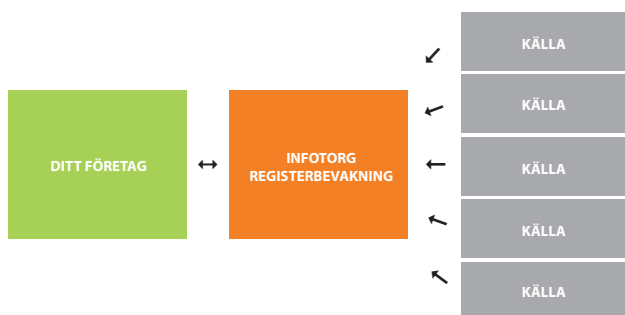 DITT FÖRETAG
INFOTORG
REGISTERBEVAKNING
KÄLLA
KÄLLA
KÄLLA
KÄLLA
KÄLLA